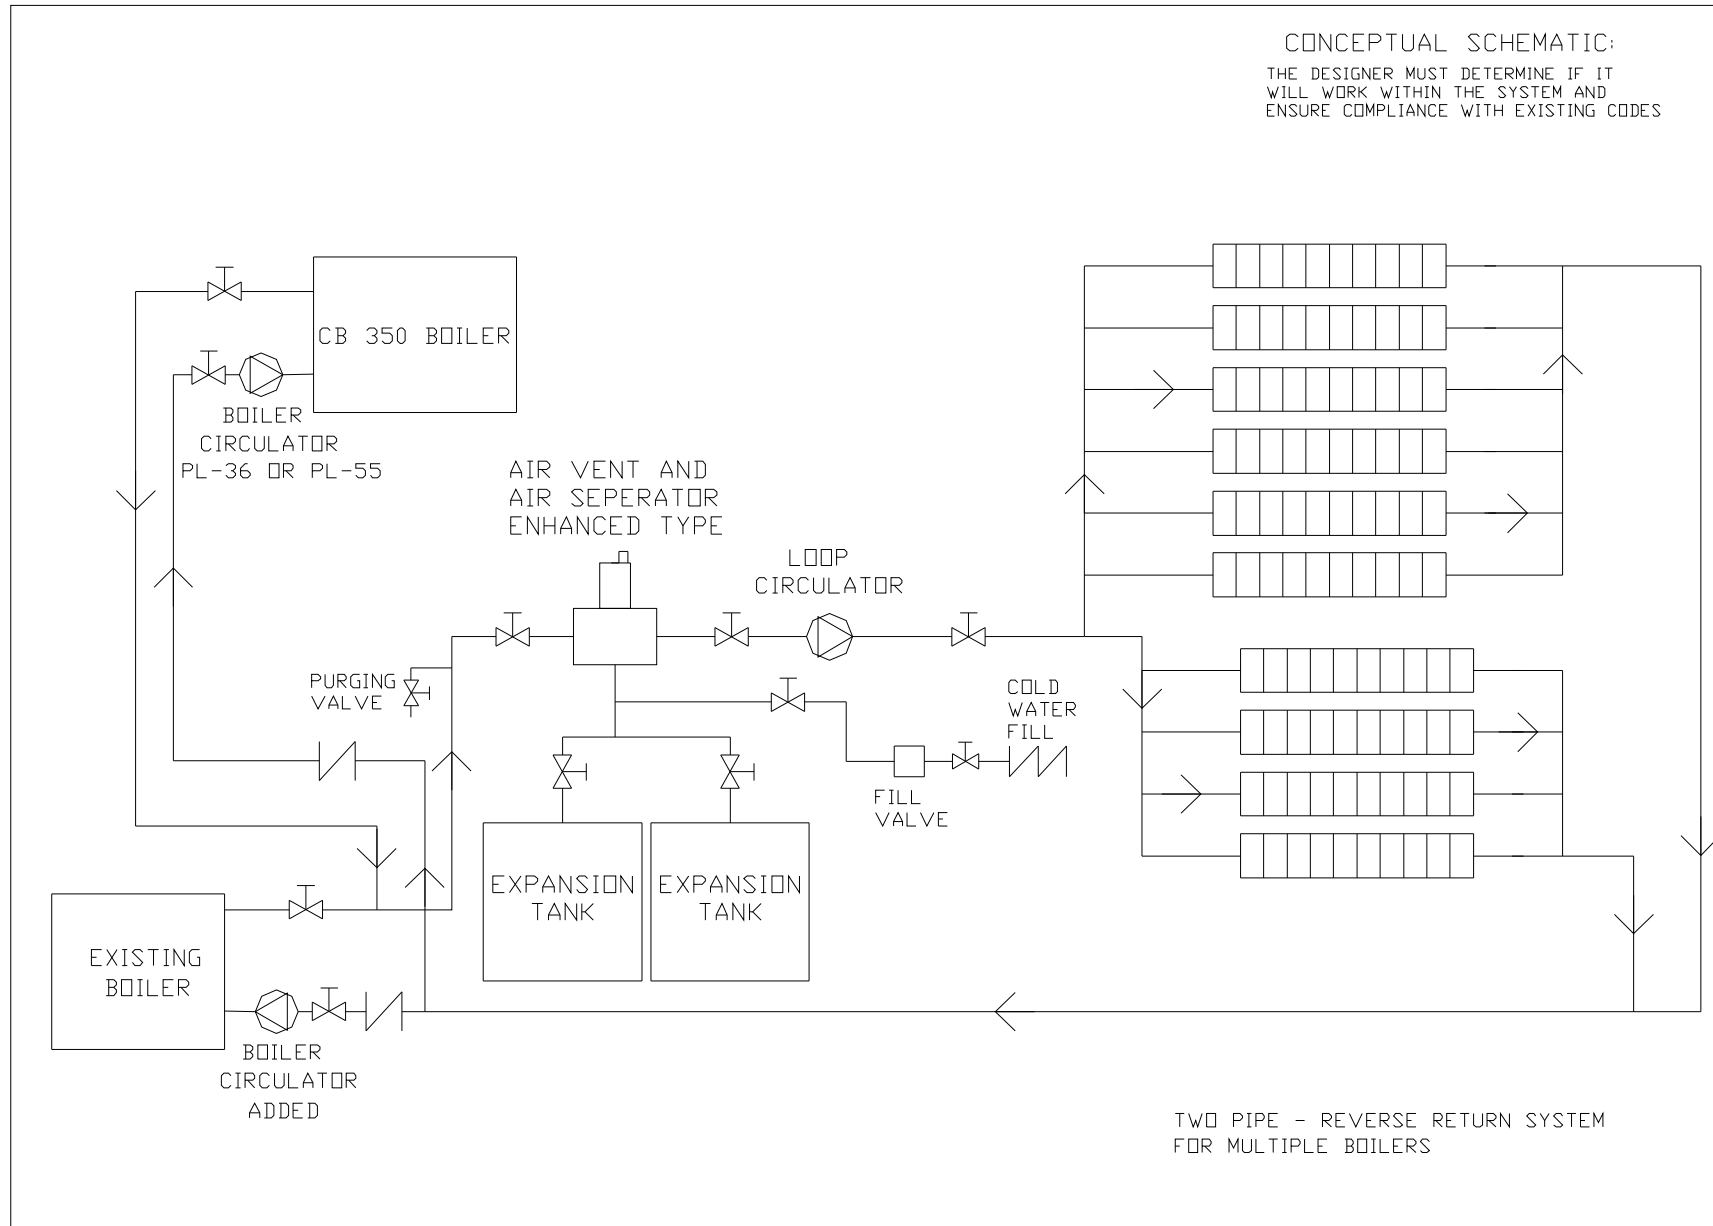 CONCEPTUAL SCHEMATIC:
THE DESIGNER MUST DETERMINE IF IT
WILL WORK WITHIN THE SYSTEM AND
ENSURE COMPLIANCE WITH EXISTING CODES
CB 350 BOILER
BOILER
CIRCULATOR
PL-36 OR PL-55
AIR VENT AND
AIR SEPERATOR
ENHANCED TYPE
LOOP
CIRCULATOR
PURGING
VALVE
COLD
WATER
FILL
FILL
VALVE
EXPANSION
TANK
EXPANSION
TANK
EXISTING
BOILER
BOILER
CIRCULATOR
ADDED
TWO PIPE - REVERSE RETURN SYSTEM
FOR MULTIPLE BOILERS